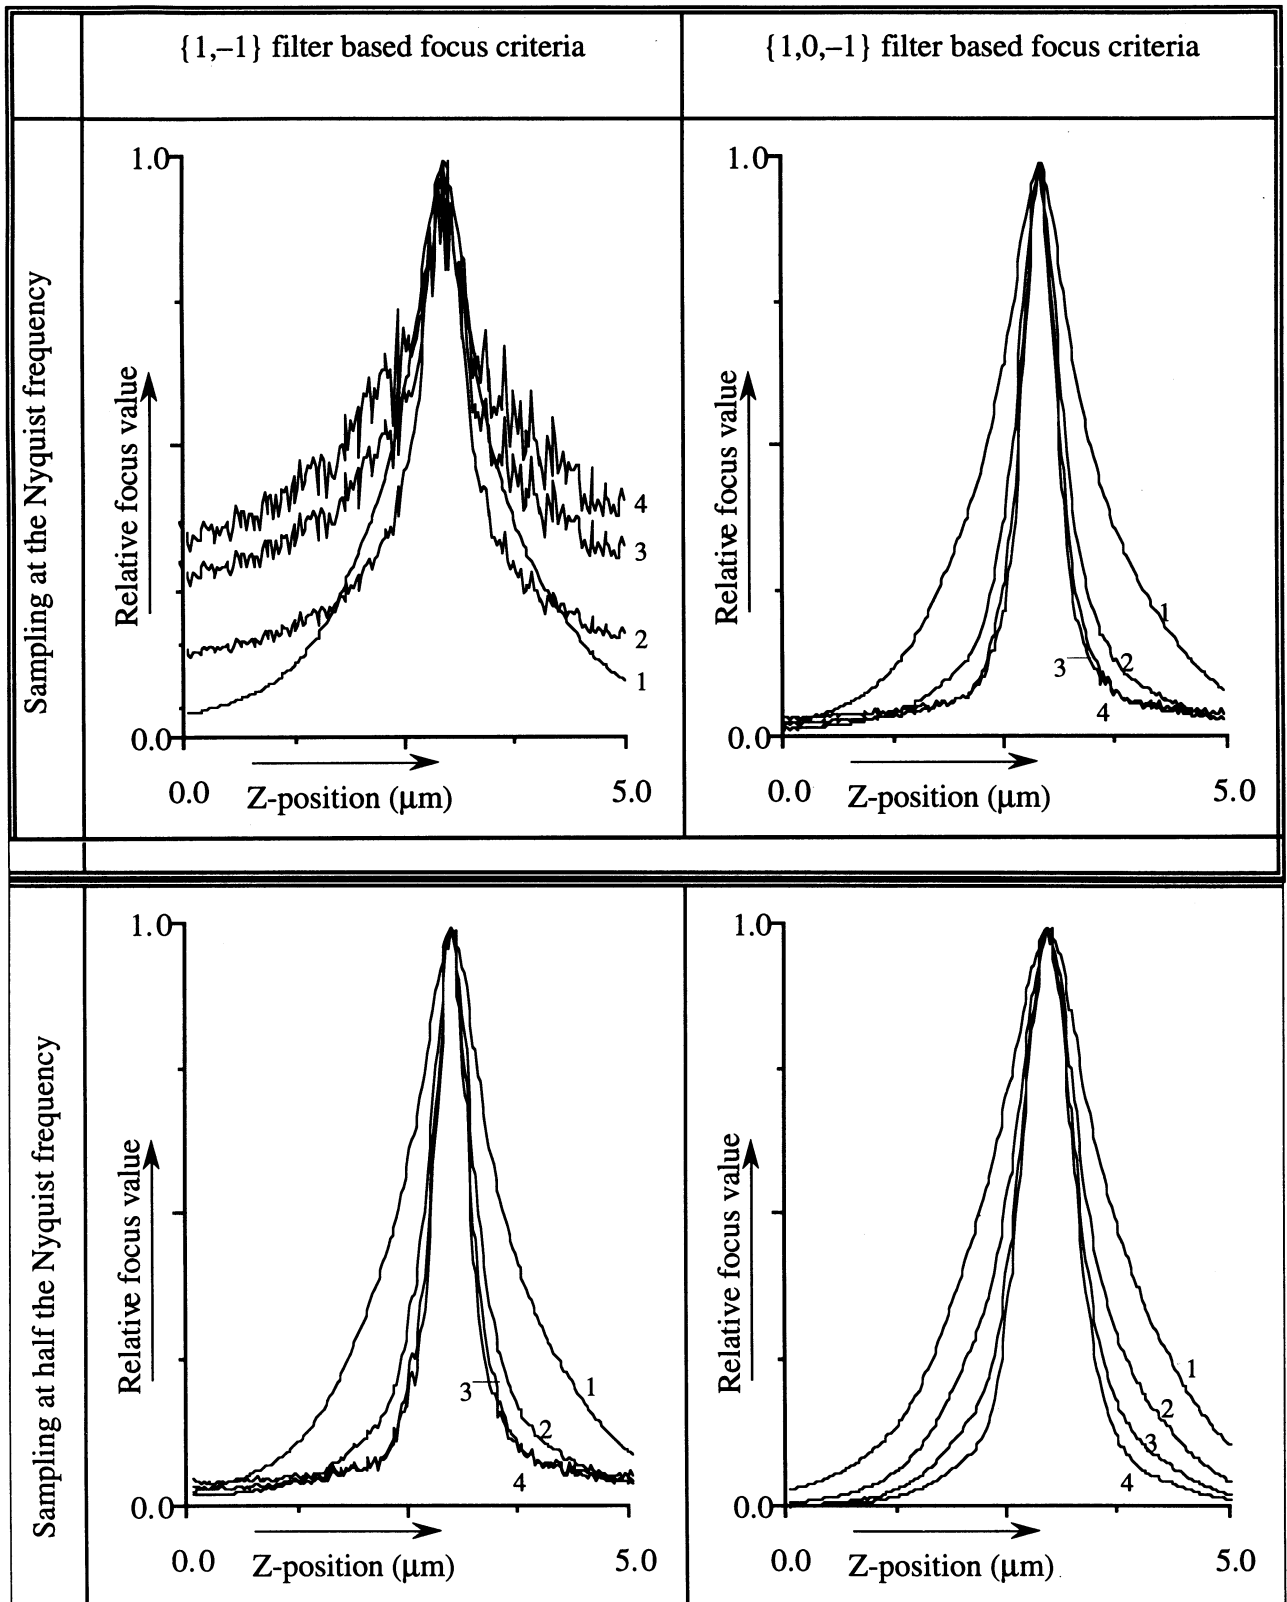 {1,–1} filter based focus criteria
{1,0,–1} filter based focus criteria
Sampling at the Nyquist frequency
1.0
Relative focus value
4
3
2
1
0.0
0.0
Z-position (μm)
5.0
1.0
Relative focus value
1
2
3
4
0.0
0.0
Z-position (μm)
5.0
Sampling at half the Nyquist frequency
1.0
Relative focus value
1
2
3
4
0.0
0.0
Z-position (μm)
5.0
1.0
Relative focus value
1
2
3
4
0.0
0.0
Z-position (μm)
5.0